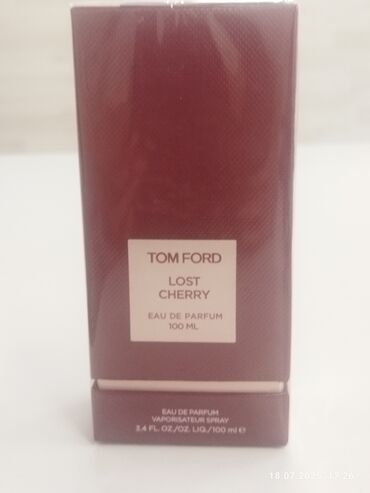 TOM FORD
LOST
CHERRY
EAU DE PARFUM
100 ML
EAU DE PARFUM
VAPORISATEUR SPRAY
3.4 FL. OZ./OZ. LIQ./100 ml e
18.07.2025 17:26